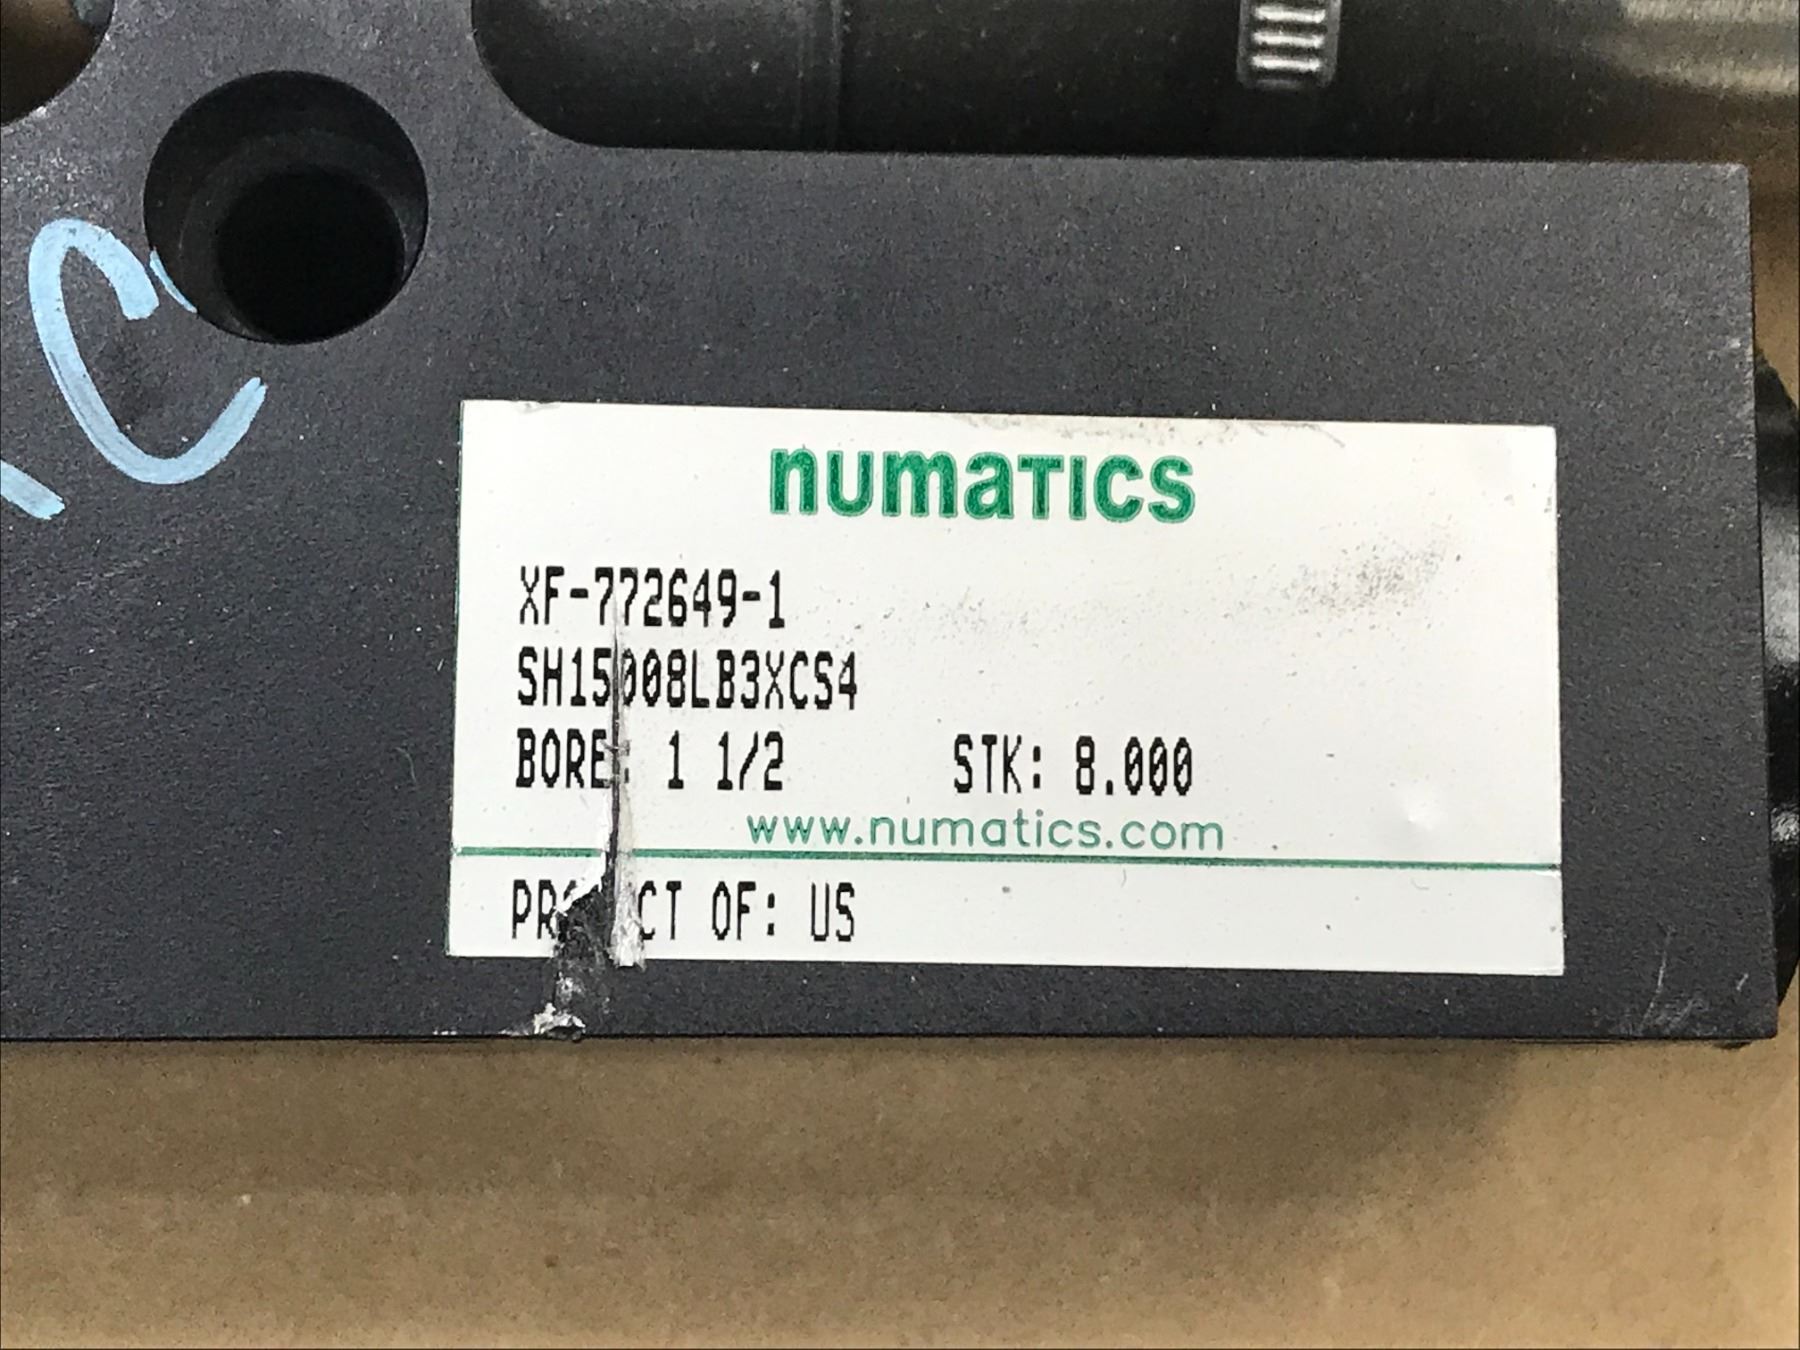 numatics
XF-772649-1
SH15008LB3XCS4
BORE: 1 1/2 STK: 8.000
www.numatics.com
OF: US